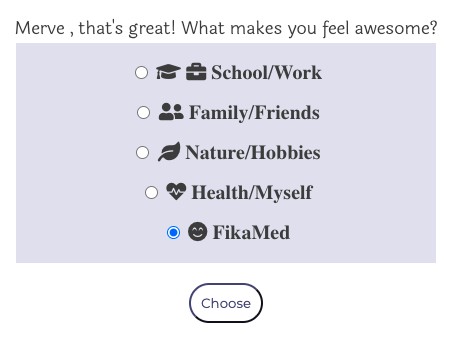 Merve , that's great! What makes you feel awesome?
School/Work
Family/Friends
Nature/Hobbies
Health/Myself
FikaMed
Choose